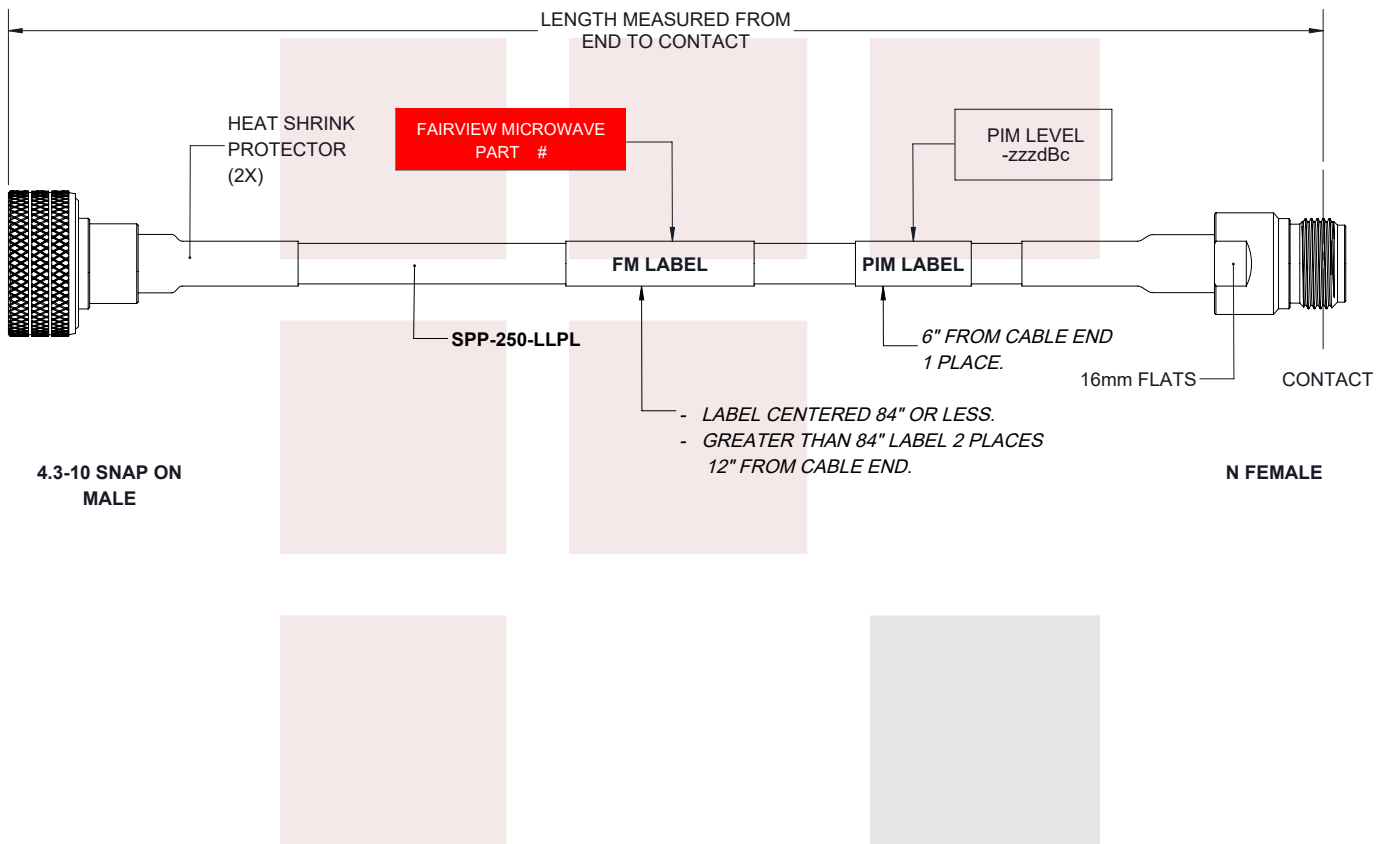 LENGTH MEASURED FROM
END TO CONTACT
HEAT SHRINK
PROTECTOR
(2X)
FAIRVIEW MICROWAVE
PART #
PIM LEVEL
-zzzdBc
FM LABEL
PIM LABEL
SPP-250-LLPL
6" FROM CABLE END
1 PLACE.
16mm FLATS
CONTACT
- LABEL CENTERED 84" OR LESS.
- GREATER THAN 84" LABEL 2 PLACES
12" FROM CABLE END.
4.3-10 SNAP ON
MALE
N FEMALE